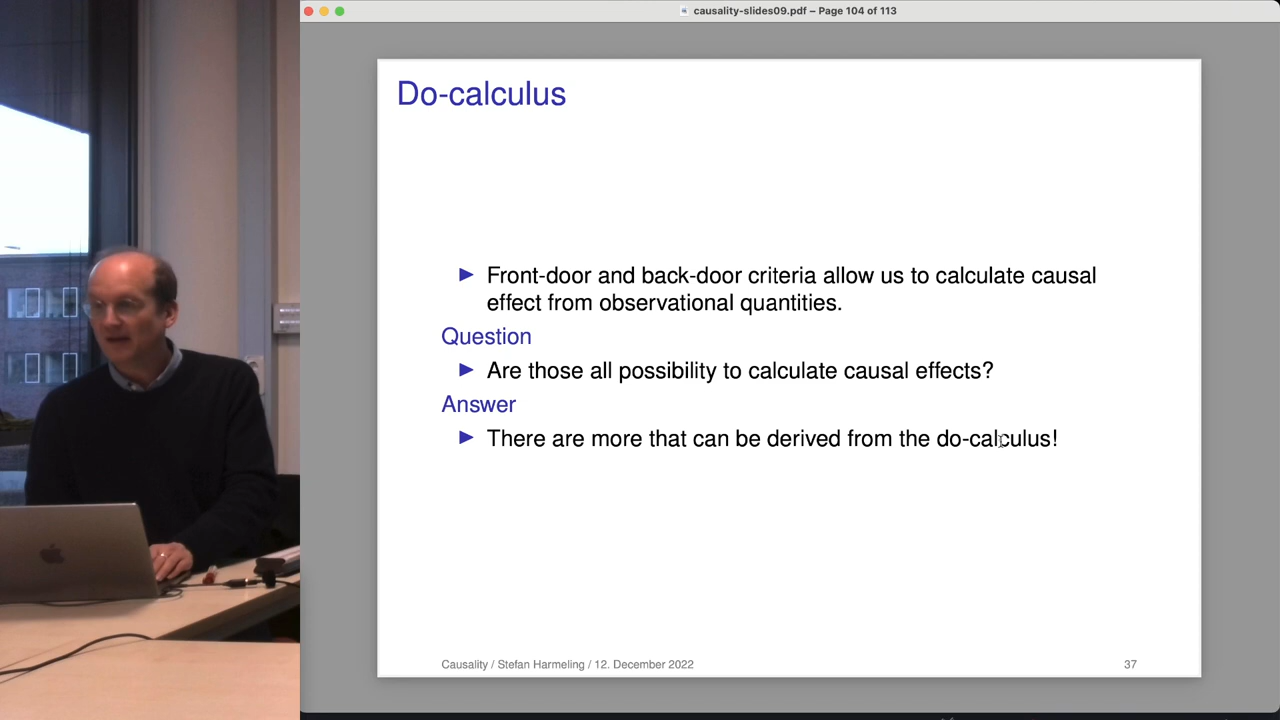 causality-slides09.pdf – Page 104 of 113
Do-calculus
Front-door and back-door criteria allow us to calculate causal
effect from observational quantities.
Question
Are those all possibility to calculate causal effects?
Answer
There are more that can be derived from the do-calculus!
Causality / Stefan Harmeling / 12. December 2022
37